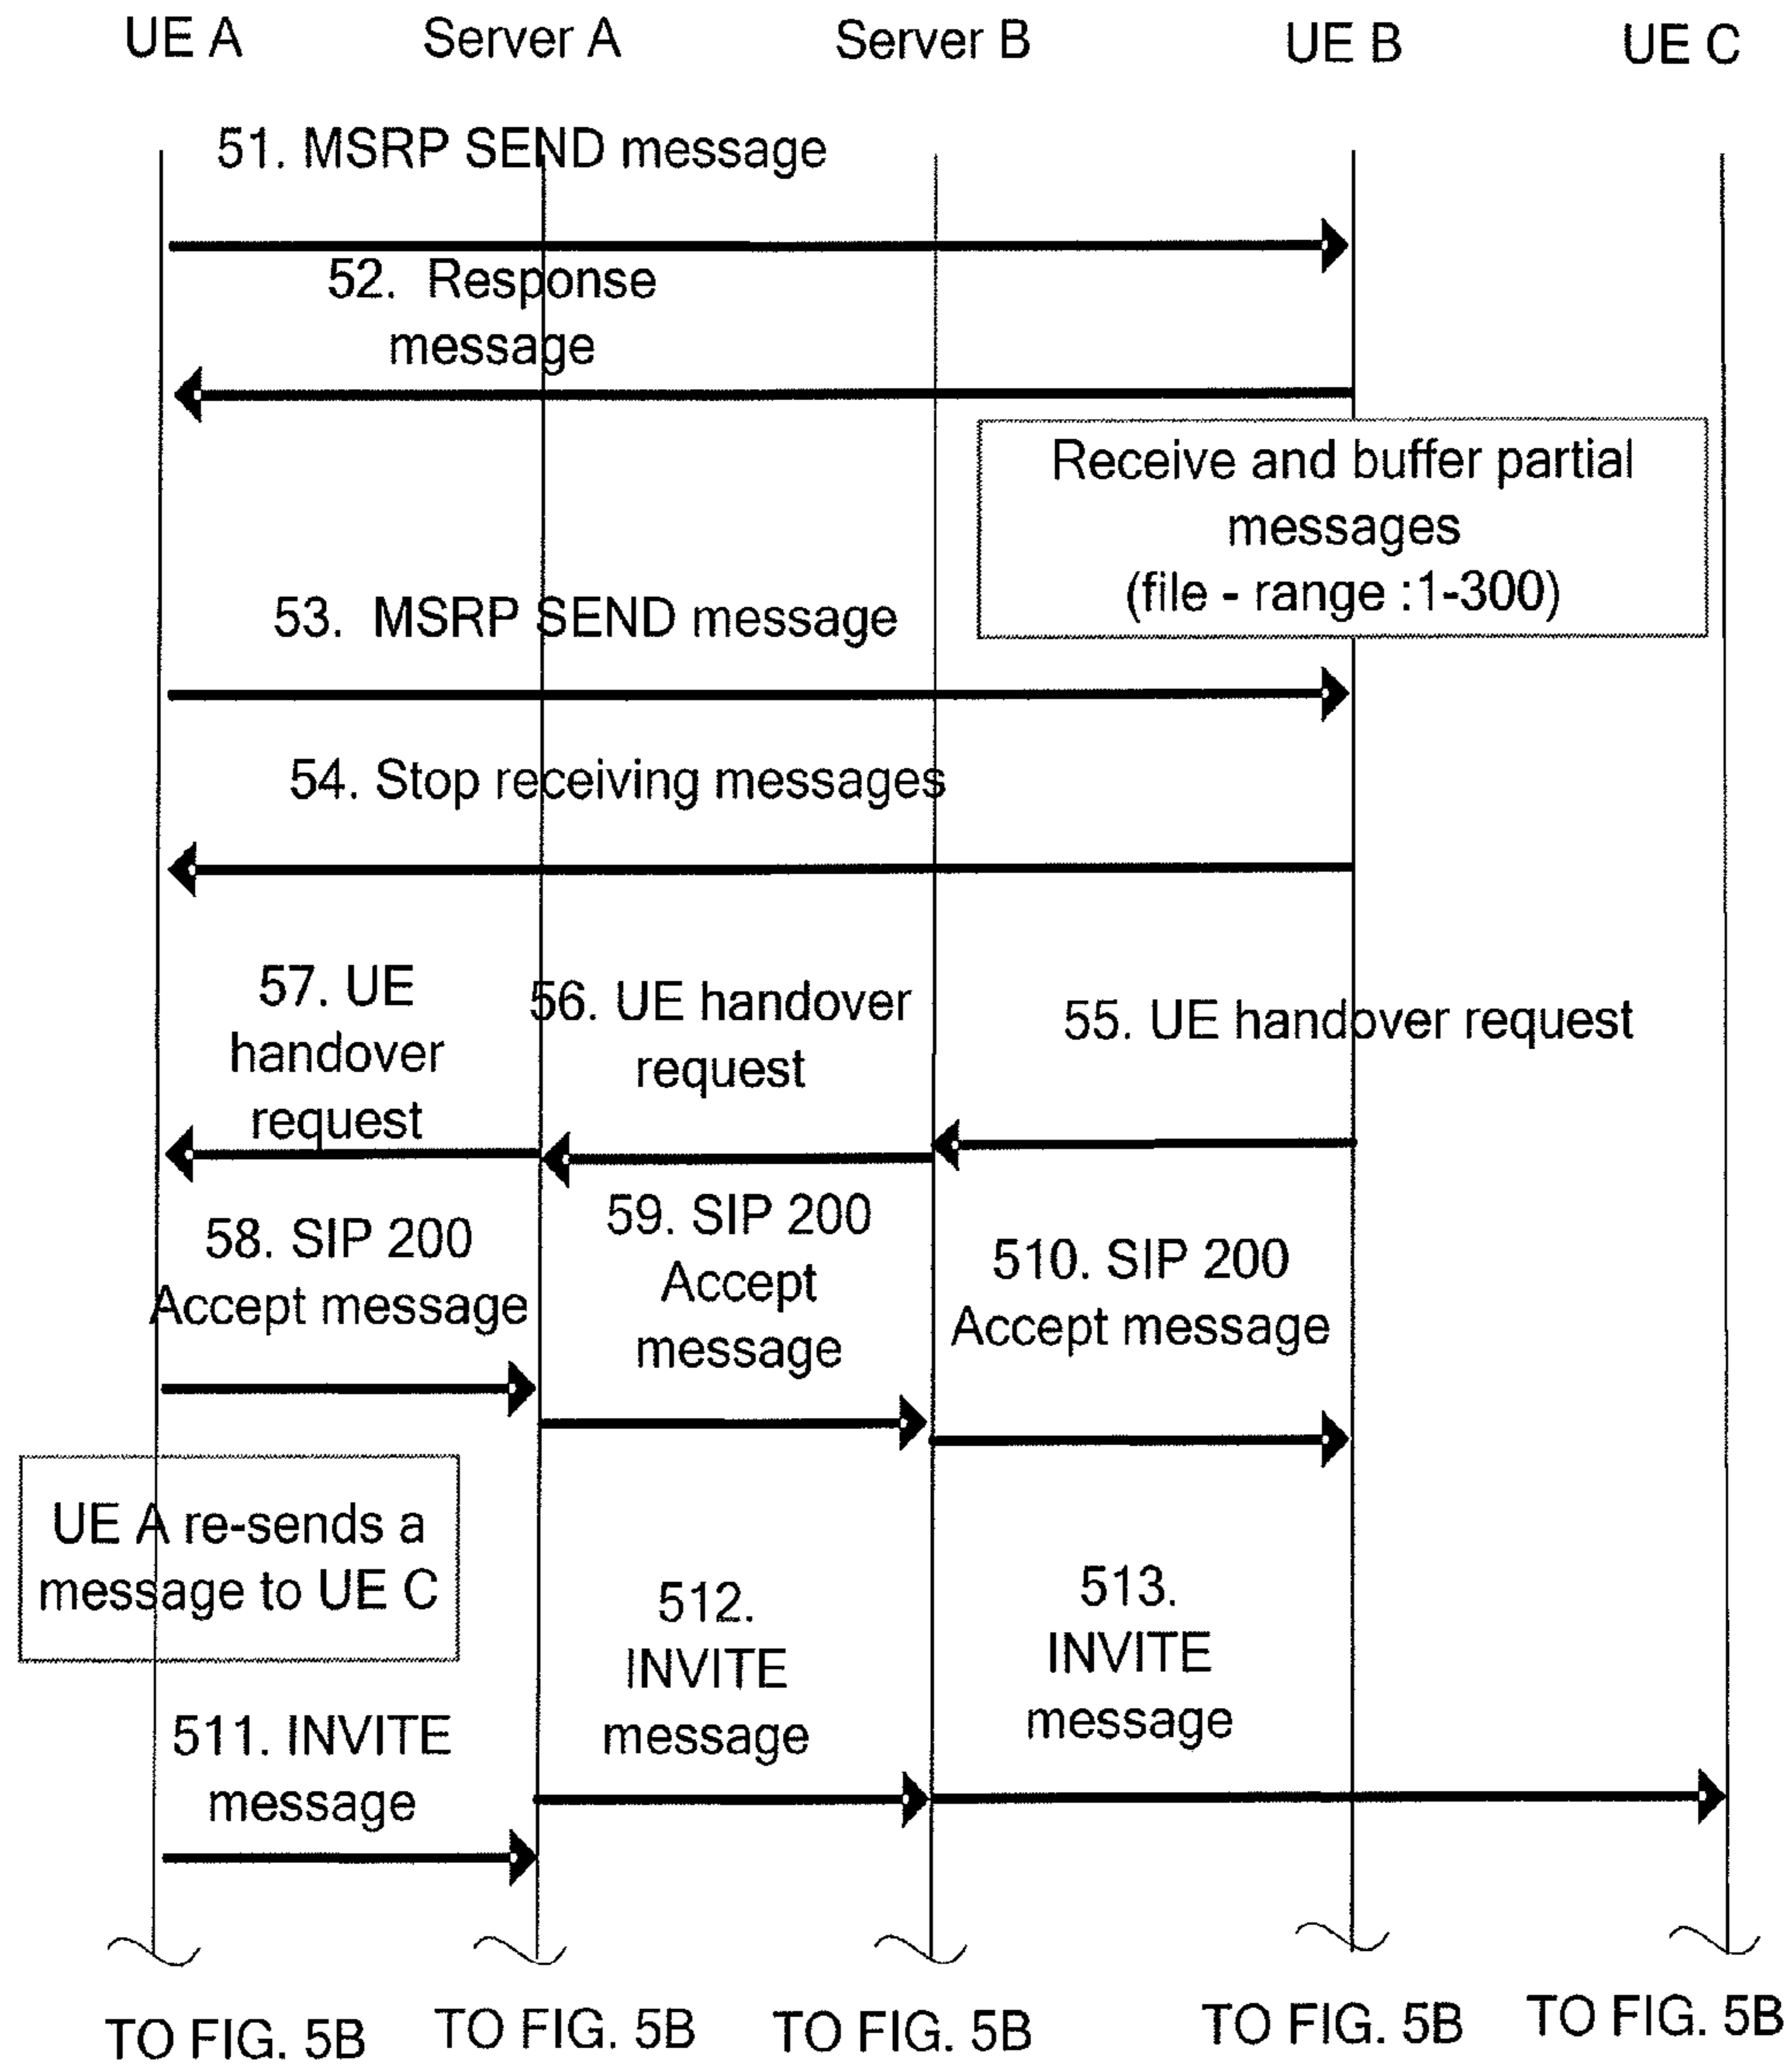 UE A
Server A
Server B
UE B
UE C
51. MSRP SEND message
52. Response
message
Receive and buffer partial
messages
(file - range :1-300)
53. MSRP SEND message
54. Stop receiving messages
57. UE
handover
request
56. UE handover
request
55. UE handover request
58. SIP 200
Accept message
59. SIP 200
Accept
message
510. SIP 200
Accept message
UE A re-sends a
message to UE C
511. INVITE
message
512.
INVITE
message
513.
INVITE
message
TO FIG. 5B
TO FIG. 5B
TO FIG. 5B
TO FIG. 5B
TO FIG. 5B